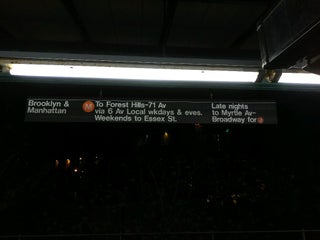 Brooklyn &
Manhattan
M To Forest Hills-71 Av
via 6 Av Local wkdays & eves.
Weekends to Essex St.
Late nights
to Myrtle Av-
Broadway for J